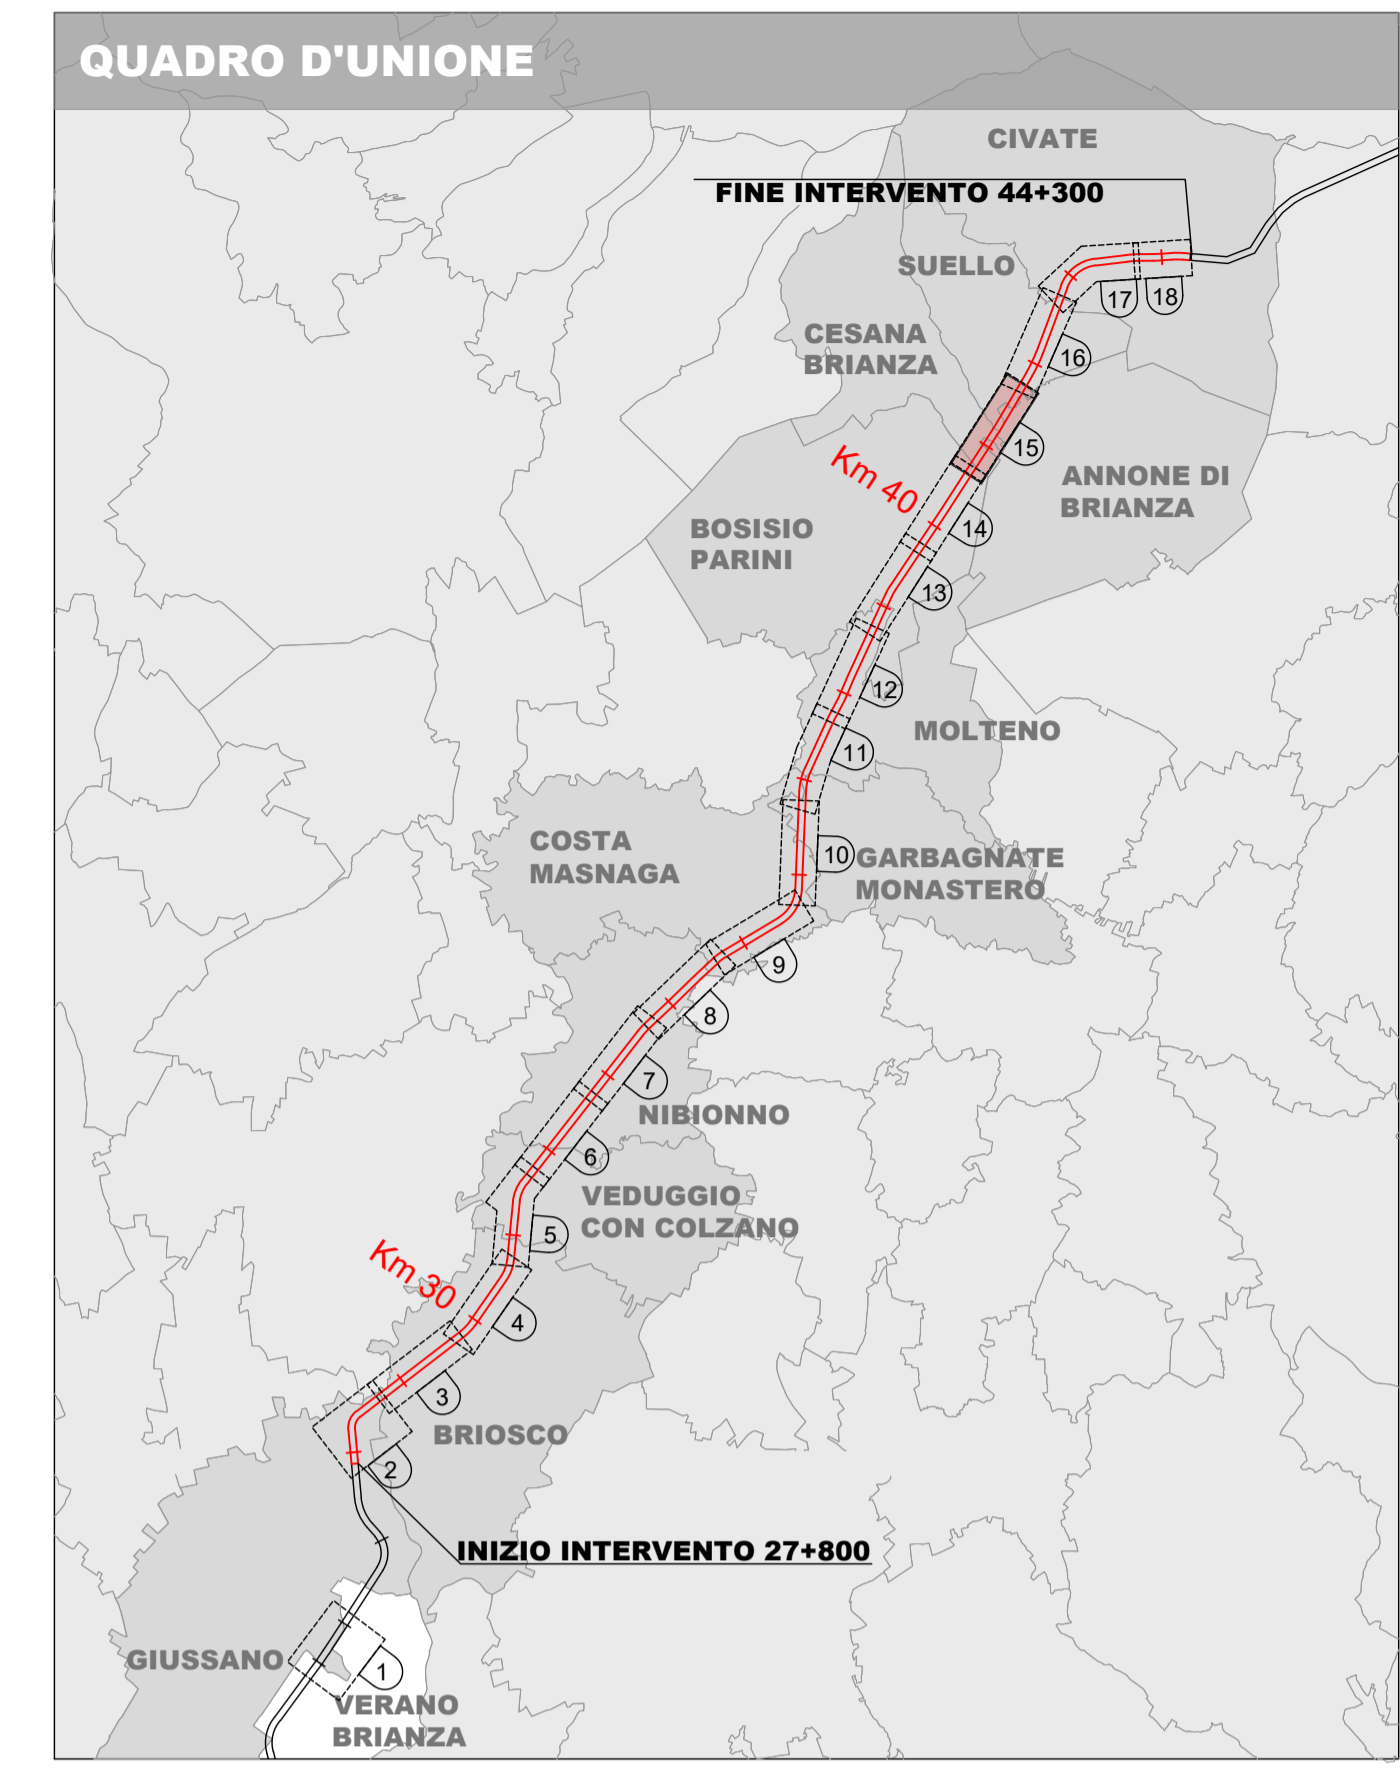 QUADRO D'UNIONE
CIVATE
FINE INTERVENTO 44+300
SUELLO
17
18
CESANA
BRIANZA
16
15
Km 40
ANNONE DI
BRIANZA
BOSISIO
PARINI
14
13
12
MOLTENO
11
COSTA
MASNAGA
10
GARBAGNATE
MONASTERO
9
8
7
NIBIONNO
6
VEDUGGIO
CON COLZANO
5
Km 30
4
3
BRIOSCO
2
INIZIO INTERVENTO 27+800
GIUSSANO
1
VERANO
BRIANZA